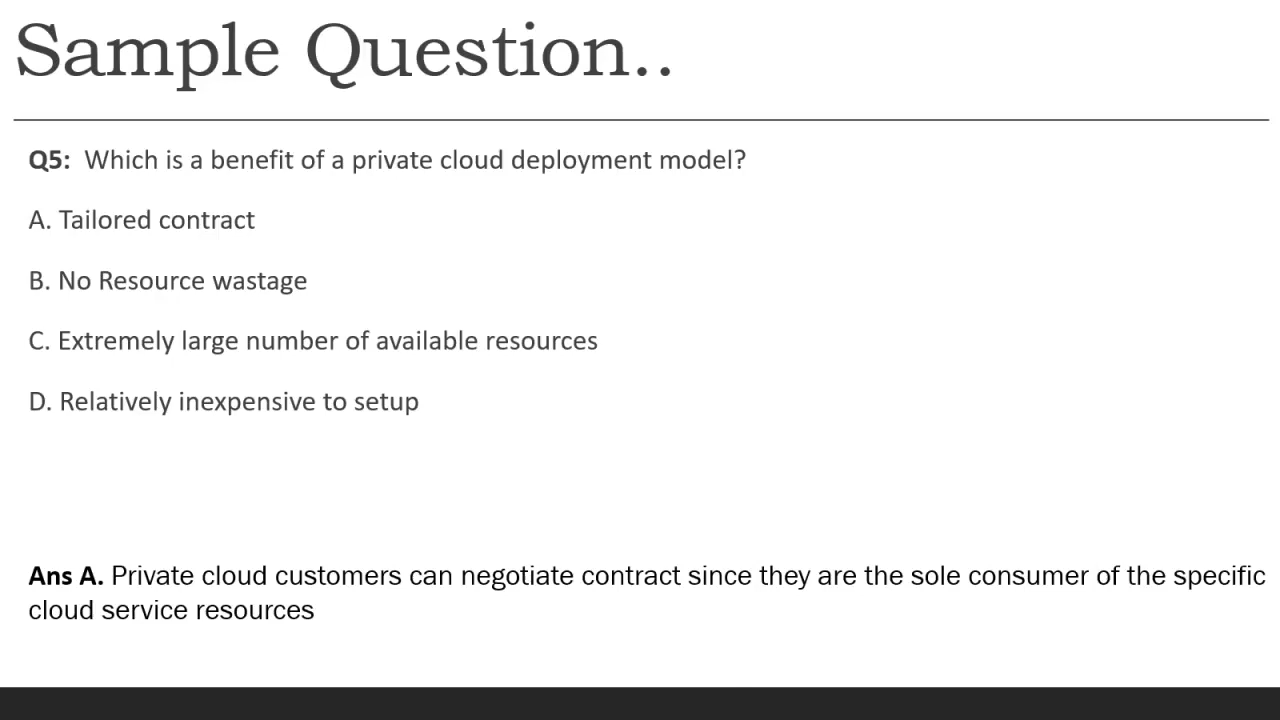 Sample Question..
Q5: Which is a benefit of a private cloud deployment model?
A. Tailored contract
B. No Resource wastage
C. Extremely large number of available resources
D. Relatively inexpensive to setup
Ans A. Private cloud customers can negotiate contract since they are the sole consumer of the specific
cloud service resources